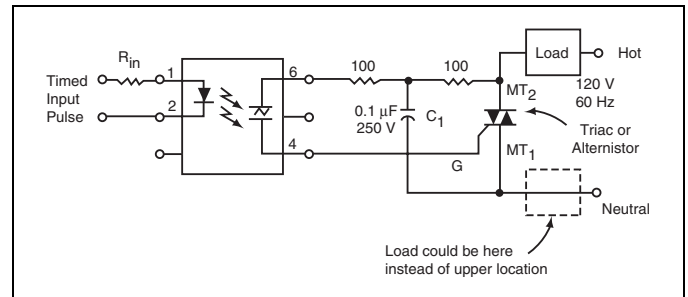 Timed
Input
Pulse
Rin
1
2
6
4
100
100
0.1 μF
250 V
C1
G
MT2
MT1
Load
Hot
120 V
60 Hz
Triac or
Alternistor
Neutral
Load could be here
instead of upper location